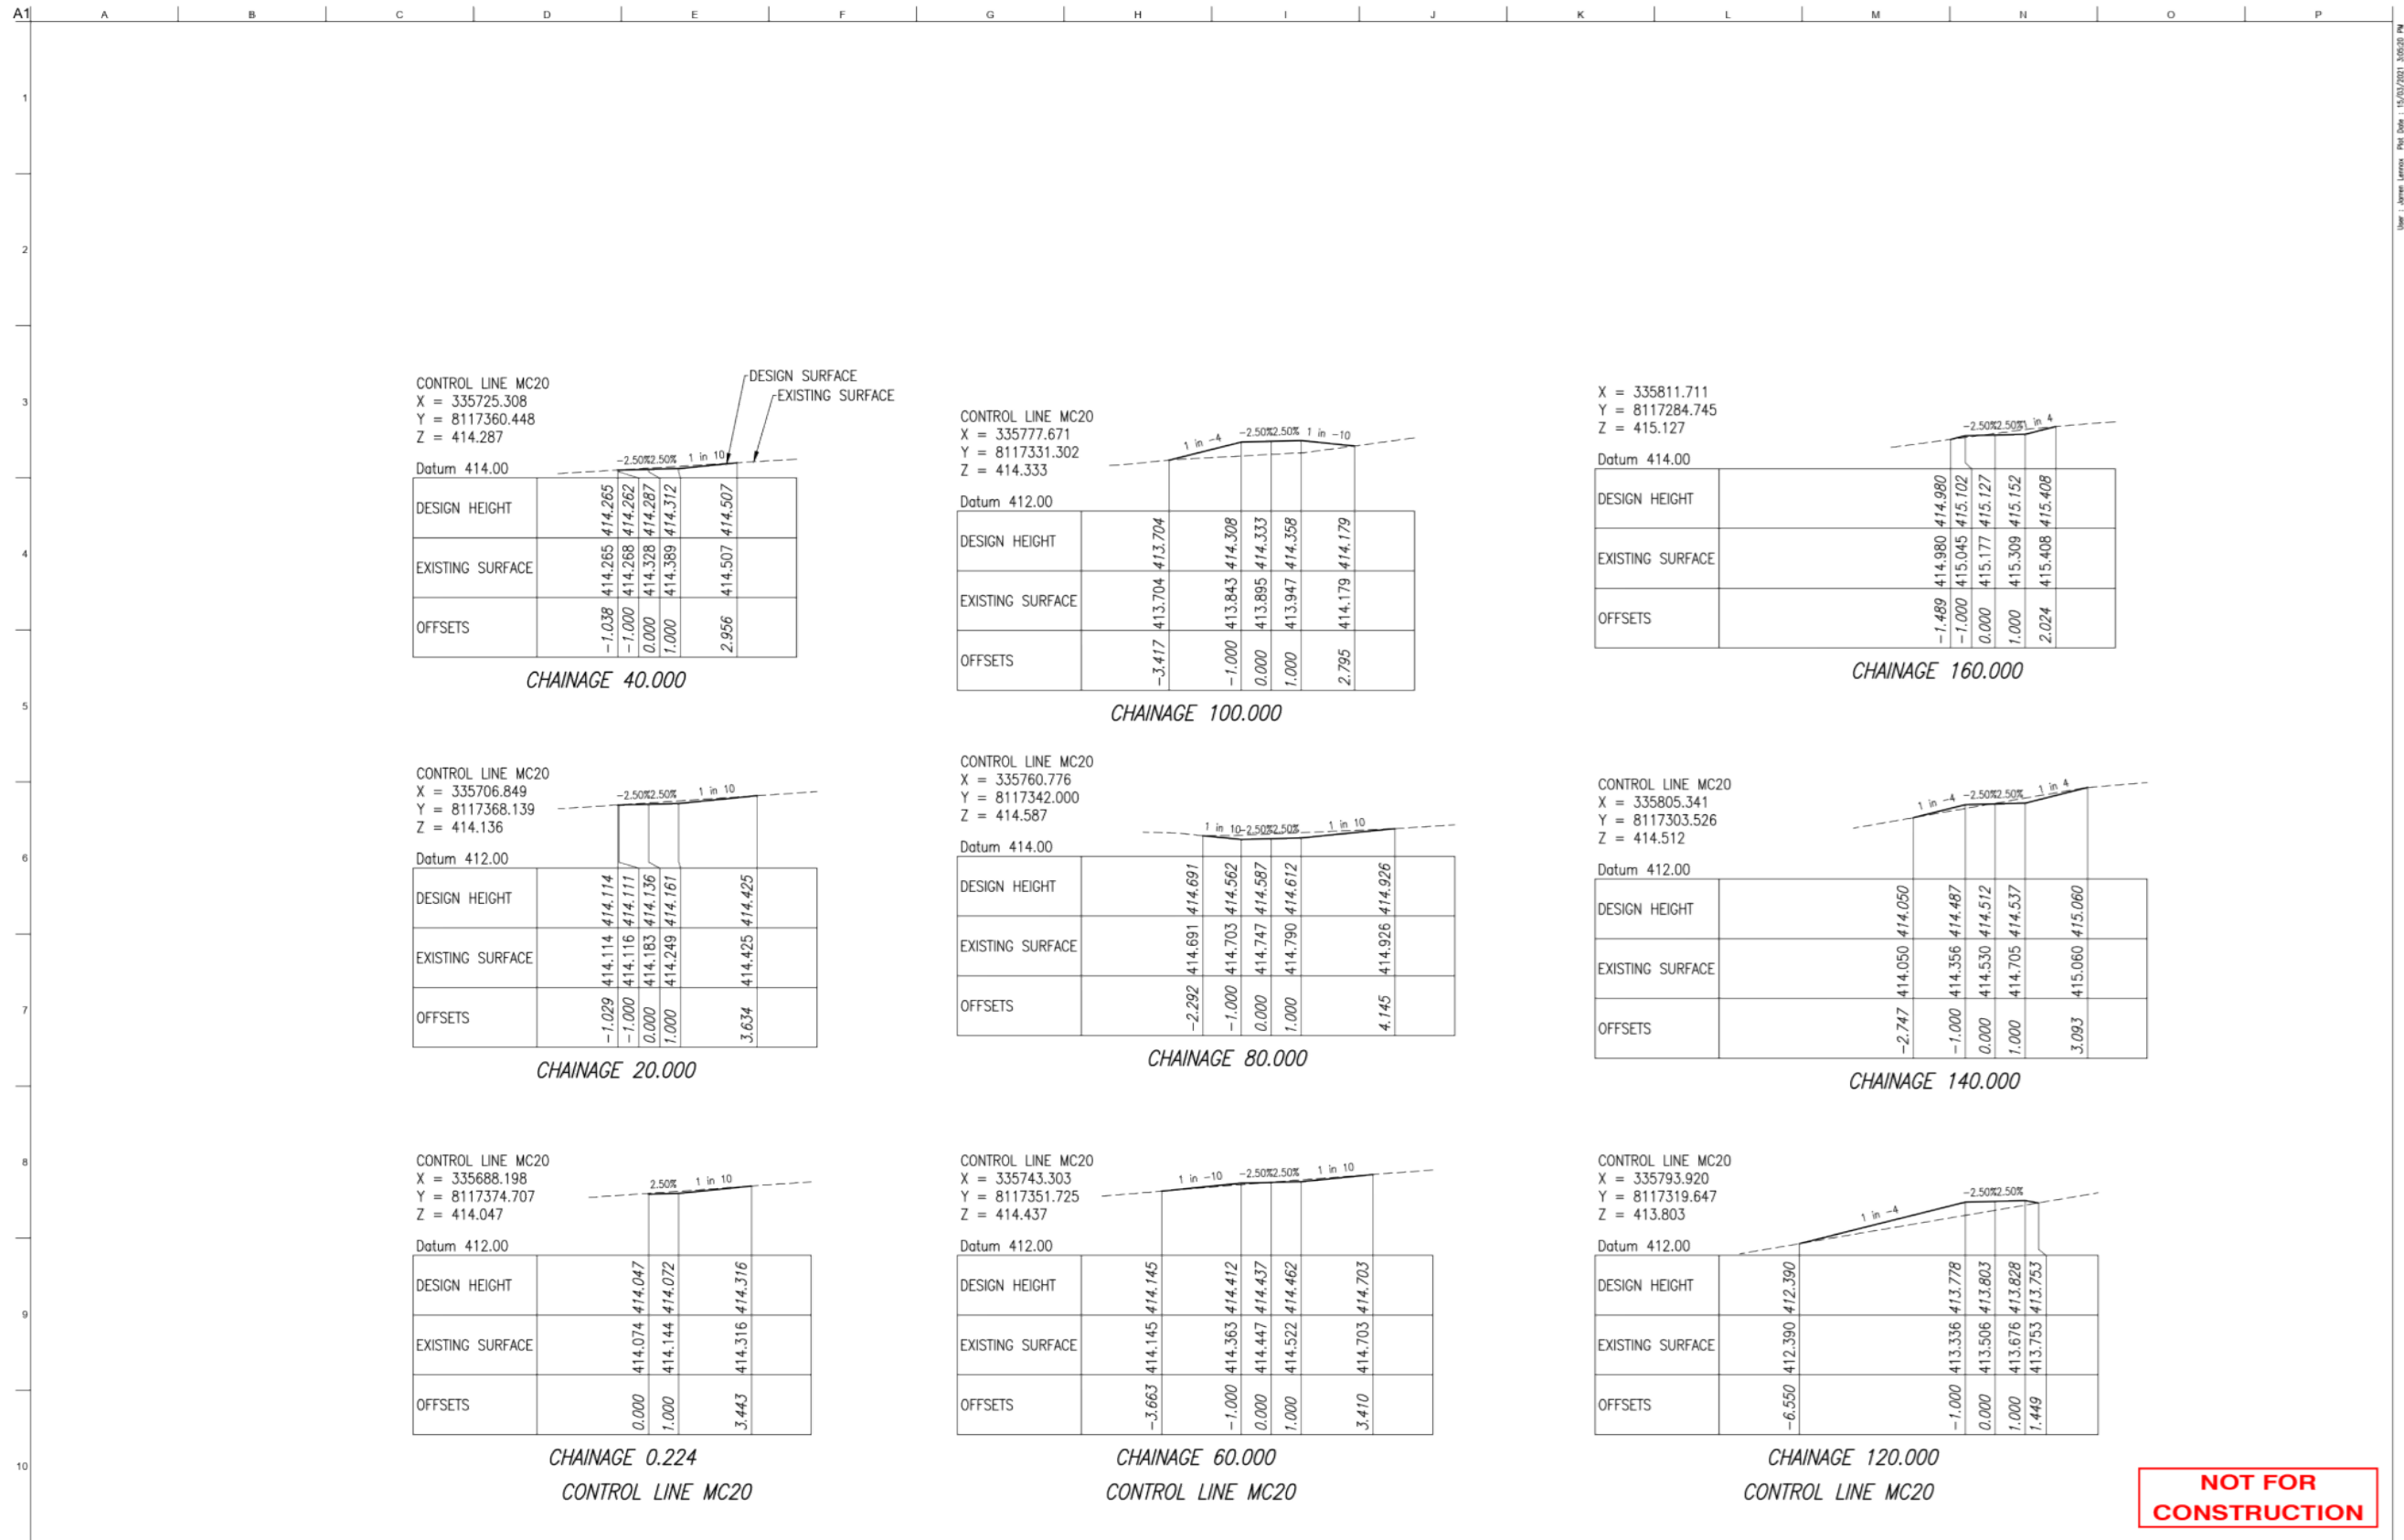 A1 A B C D E F G H I J K L M N O P
User : Jarren Lennox Plot Date : 15/03/2021 3:05:20 PM
1
2
3
4
5
6
7
8
9
10
CONTROL LINE MC20
X = 335725.308
Y = 8117360.448
Z = 414.287
Datum 414.00
DESIGN SURFACE
EXISTING SURFACE
-2.50% 2.50% 1 in 10
DESIGN HEIGHT 414.265 414.262 414.287 414.312 414.507
EXISTING SURFACE 414.265 414.268 414.328 414.389 414.507
OFFSETS -1.038 -1.000 0.000 1.000 2.956
CHAINAGE 40.000
CONTROL LINE MC20
X = 335777.671
Y = 8117331.302
Z = 414.333
Datum 412.00
1 in -4 -2.50% 2.50% 1 in -10
DESIGN HEIGHT 413.704 414.308 414.333 414.358 414.179
EXISTING SURFACE 413.704 413.843 413.895 413.947 414.179
OFFSETS -3.417 -1.000 0.000 1.000 2.795
CHAINAGE 100.000
X = 335811.711
Y = 8117284.745
Z = 415.127
Datum 414.00
-2.50% 2.50% 1 in 4
DESIGN HEIGHT 414.980 415.102 415.127 415.152 415.408
EXISTING SURFACE 414.980 415.045 415.177 415.309 415.408
OFFSETS -1.489 -1.000 0.000 1.000 2.024
CHAINAGE 160.000
CONTROL LINE MC20
X = 335706.849
Y = 8117368.139
Z = 414.136
Datum 412.00
-2.50% 2.50% 1 in 10
DESIGN HEIGHT 414.114 414.111 414.136 414.161 414.425
EXISTING SURFACE 414.114 414.116 414.183 414.249 414.425
OFFSETS -1.029 -1.000 0.000 1.000 3.634
CHAINAGE 20.000
CONTROL LINE MC20
X = 335760.776
Y = 8117342.000
Z = 414.587
Datum 414.00
1 in 10 -2.50% 2.50% 1 in 10
DESIGN HEIGHT 414.691 414.562 414.587 414.612 414.926
EXISTING SURFACE 414.691 414.703 414.747 414.790 414.926
OFFSETS -2.292 -1.000 0.000 1.000 4.145
CHAINAGE 80.000
CONTROL LINE MC20
X = 335805.341
Y = 8117303.526
Z = 414.512
Datum 412.00
1 in -4 -2.50% 2.50% 1 in 4
DESIGN HEIGHT 414.050 414.487 414.512 414.537 415.060
EXISTING SURFACE 414.050 414.356 414.530 414.705 415.060
OFFSETS -2.747 -1.000 0.000 1.000 3.093
CHAINAGE 140.000
CONTROL LINE MC20
X = 335688.198
Y = 8117374.707
Z = 414.047
Datum 412.00
2.50% 1 in 10
DESIGN HEIGHT 414.047 414.072 414.316
EXISTING SURFACE 414.074 414.144 414.316
OFFSETS 0.000 1.000 3.443
CHAINAGE 0.224
CONTROL LINE MC20
CONTROL LINE MC20
X = 335743.303
Y = 8117351.725
Z = 414.437
Datum 412.00
1 in -10 -2.50% 2.50% 1 in 10
DESIGN HEIGHT 414.145 414.412 414.437 414.462 414.703
EXISTING SURFACE 414.145 414.363 414.447 414.522 414.703
OFFSETS -3.663 -1.000 0.000 1.000 3.410
CHAINAGE 60.000
CONTROL LINE MC20
CONTROL LINE MC20
X = 335793.920
Y = 8117319.647
Z = 413.803
Datum 412.00
1 in -4 -2.50% 2.50%
DESIGN HEIGHT 412.390 413.778 413.803 413.828 413.753
EXISTING SURFACE 412.390 413.336 413.506 413.676 413.753
OFFSETS -6.550 -1.000 0.000 1.000 1.449
CHAINAGE 120.000
CONTROL LINE MC20
NOT FOR
CONSTRUCTION